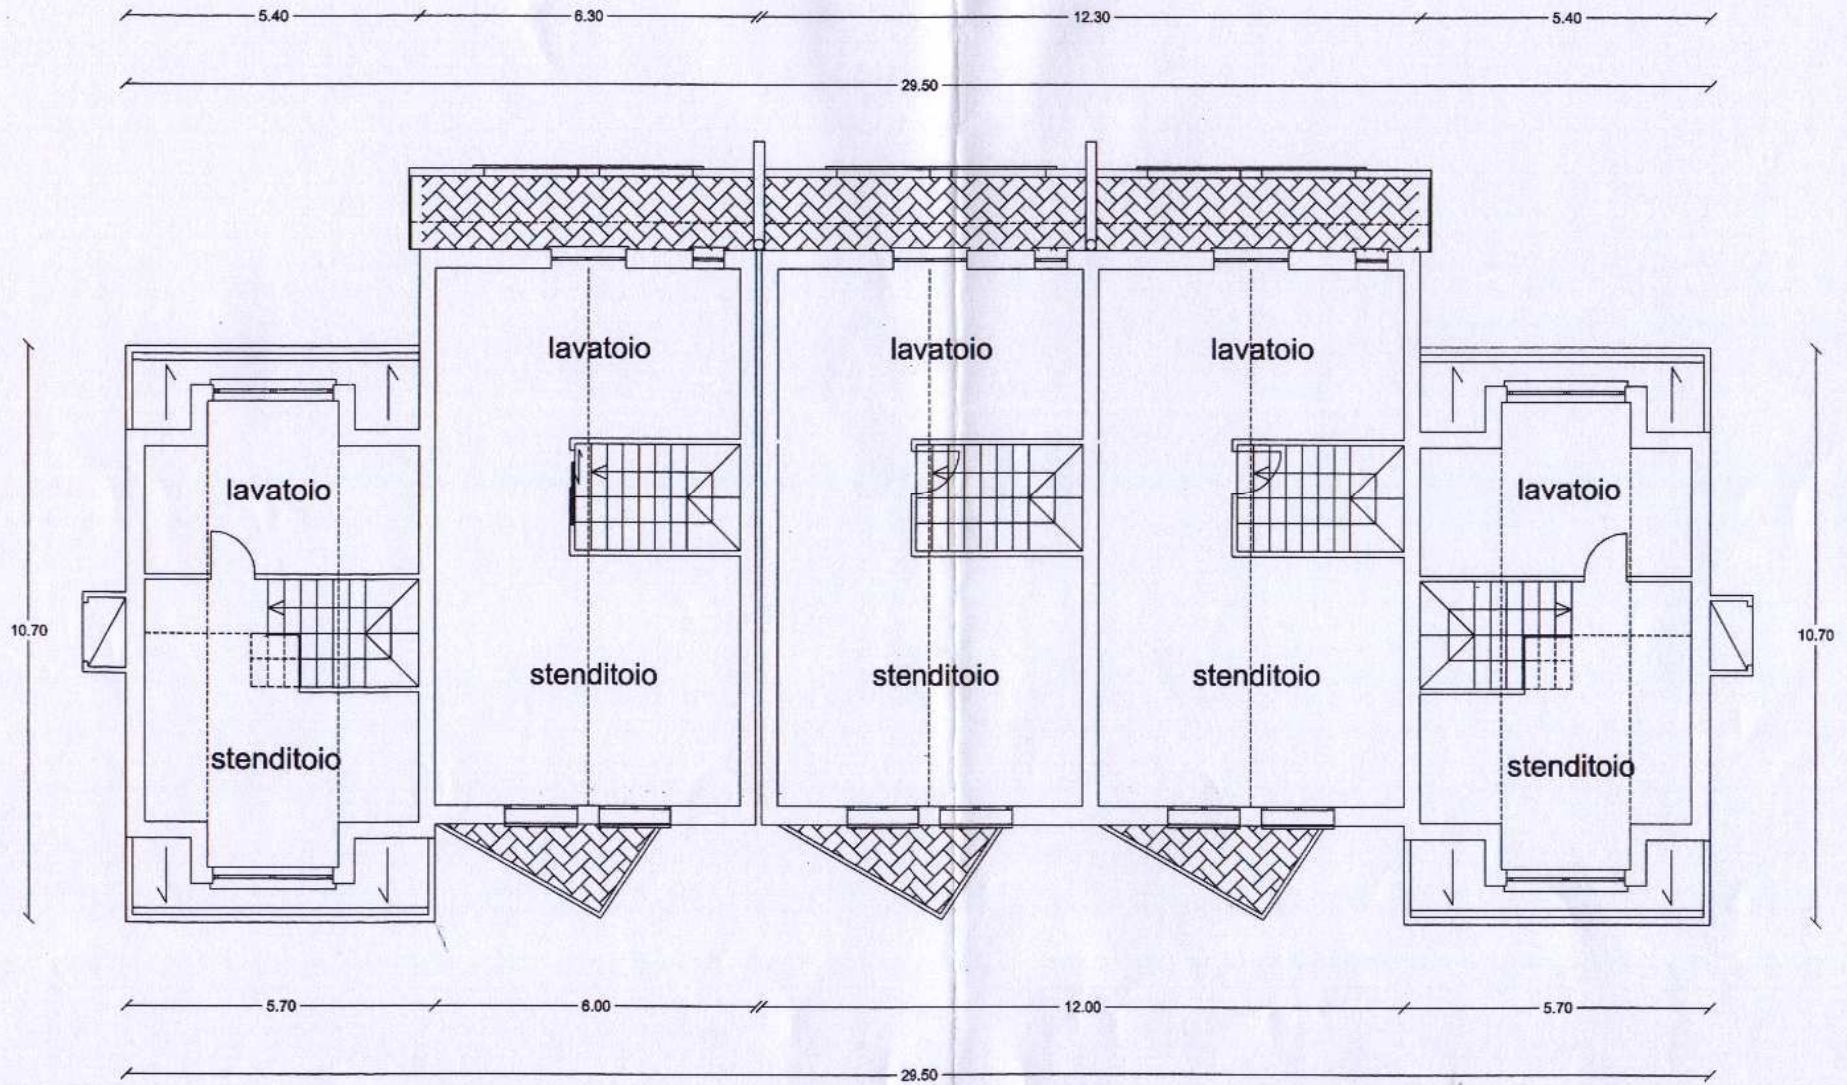 5.40 6.30 12.30 5.40
29.50
lavatoio lavatoio lavatoio
lavatoio lavatoio
10.70 10.70
stenditoio stenditoio stenditoio
stenditoio stenditoio
5.70 6.00 12.00 5.70
29.50